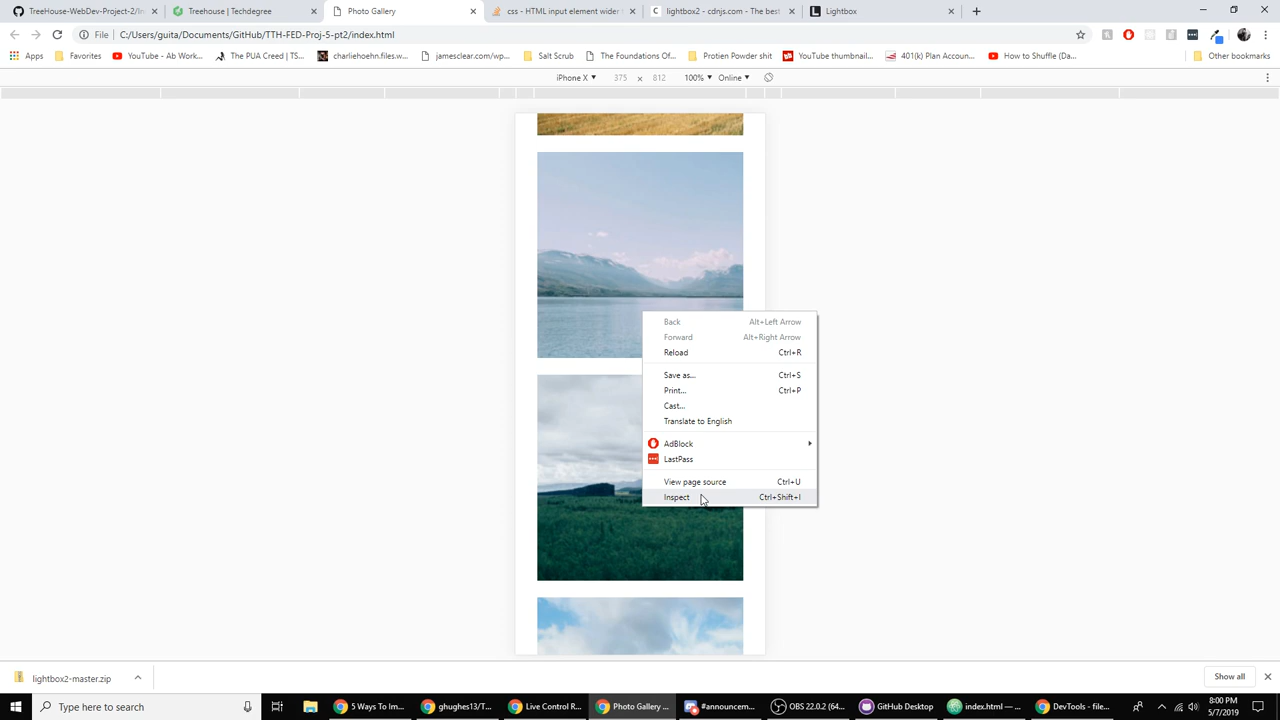 TreeHouse-WebDev-Project-2/In
Treehouse | Techdegree
Photo Gallery
css - HTML input element wider t
lightbox2 - cdnjs.com - The best
Lightbox
File
C:/Users/guita/Documents/GitHub/TTH-FED-Proj-5-pt2/index.html
Apps
Favorites
YouTube - Ab Work...
The PUA Creed | TS...
charliehoehn.files.w...
jamesclear.com/wp...
Salt Scrub
The Foundations Of...
Protien Powder shit
YouTube thumbnail...
401(k) Plan Accoun...
How to Shuffle (Da...
Other bookmarks
iPhone X ▼ 375 × 812 100% ▼ Online ▼
Back Alt+Left Arrow
Forward Alt+Right Arrow
Reload Ctrl+R
Save as... Ctrl+S
Print... Ctrl+P
Cast...
Translate to English
AdBlock
LastPass
View page source Ctrl+U
Inspect Ctrl+Shift+I
lightbox2-master.zip
Show all
Type here to search
5 Ways To Im...
ghughes13/T...
Live Control R...
Photo Gallery ...
#announcem...
OBS 22.0.2 (64...
GitHub Desktop
index.html — ...
DevTools - file...
8:00 PM
5/7/2019